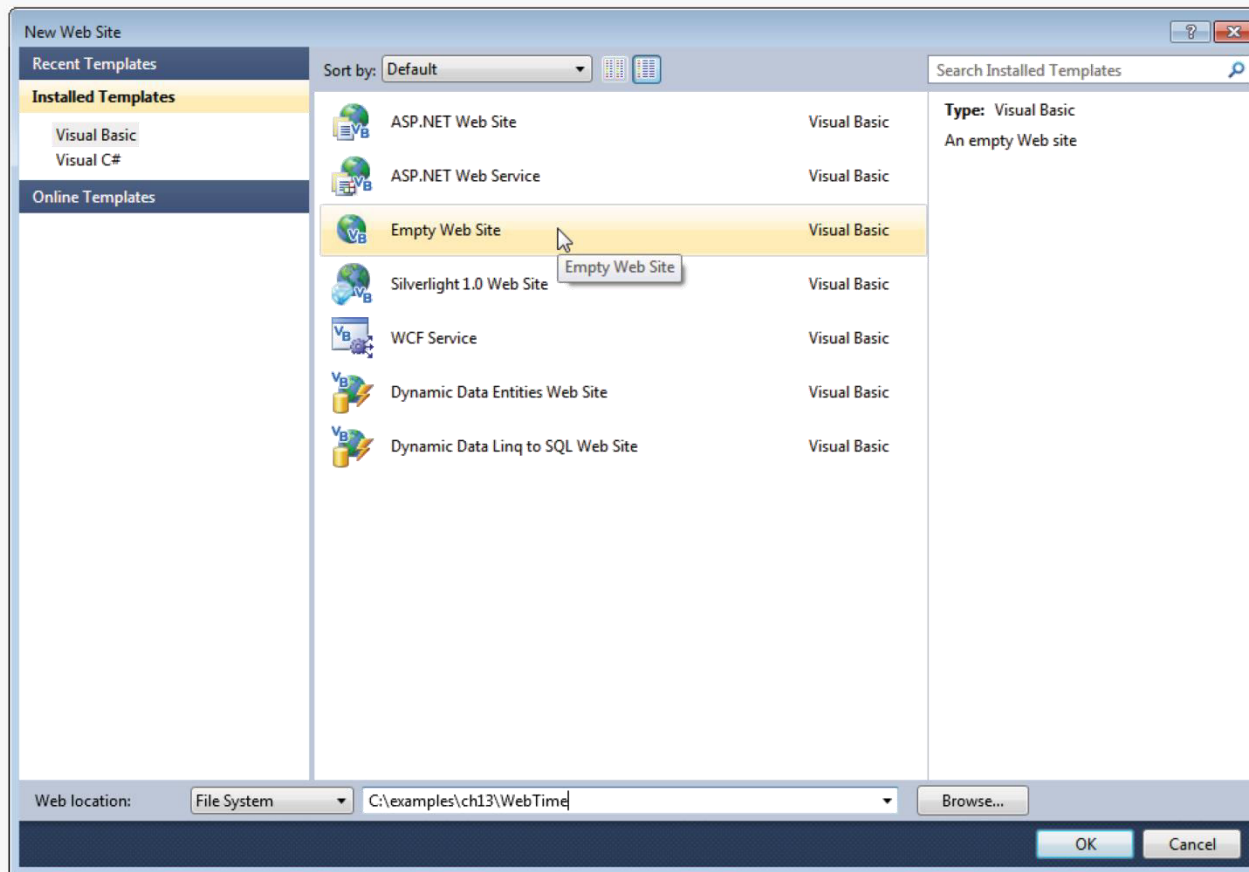 New Web Site
Recent Templates
Installed Templates
Visual Basic
Visual C#
Online Templates
Sort by: Default
ASP.NET Web Site Visual Basic
ASP.NET Web Service Visual Basic
Empty Web Site Visual Basic
Empty Web Site
Silverlight 1.0 Web Site Visual Basic
WCF Service Visual Basic
Dynamic Data Entities Web Site Visual Basic
Dynamic Data Linq to SQL Web Site Visual Basic
Search Installed Templates
Type: Visual Basic
An empty Web site
Web location: File System C:\examples\ch13\WebTime Browse...
OK Cancel